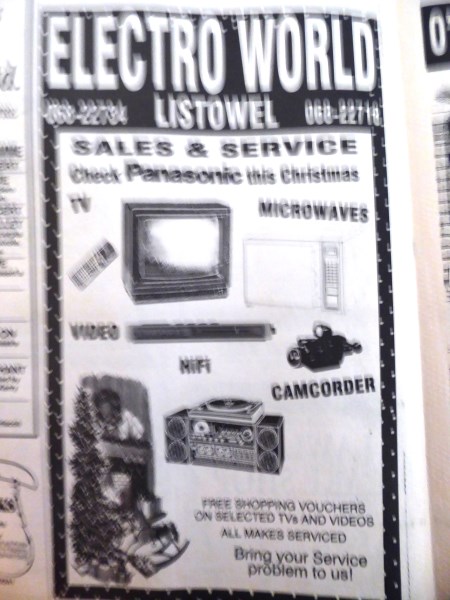 ELECTRO WORLD
068-22734 LISTOWEL 068-22716
SALES & SERVICE
Check Panasonic this Christmas
TV
MICROWAVES
VIDEO
HiFi
CAMCORDER
FREE SHOPPING VOUCHERS
ON SELECTED TVs AND VIDEOS
ALL MAKES SERVICED
Bring your Service
problem to us!